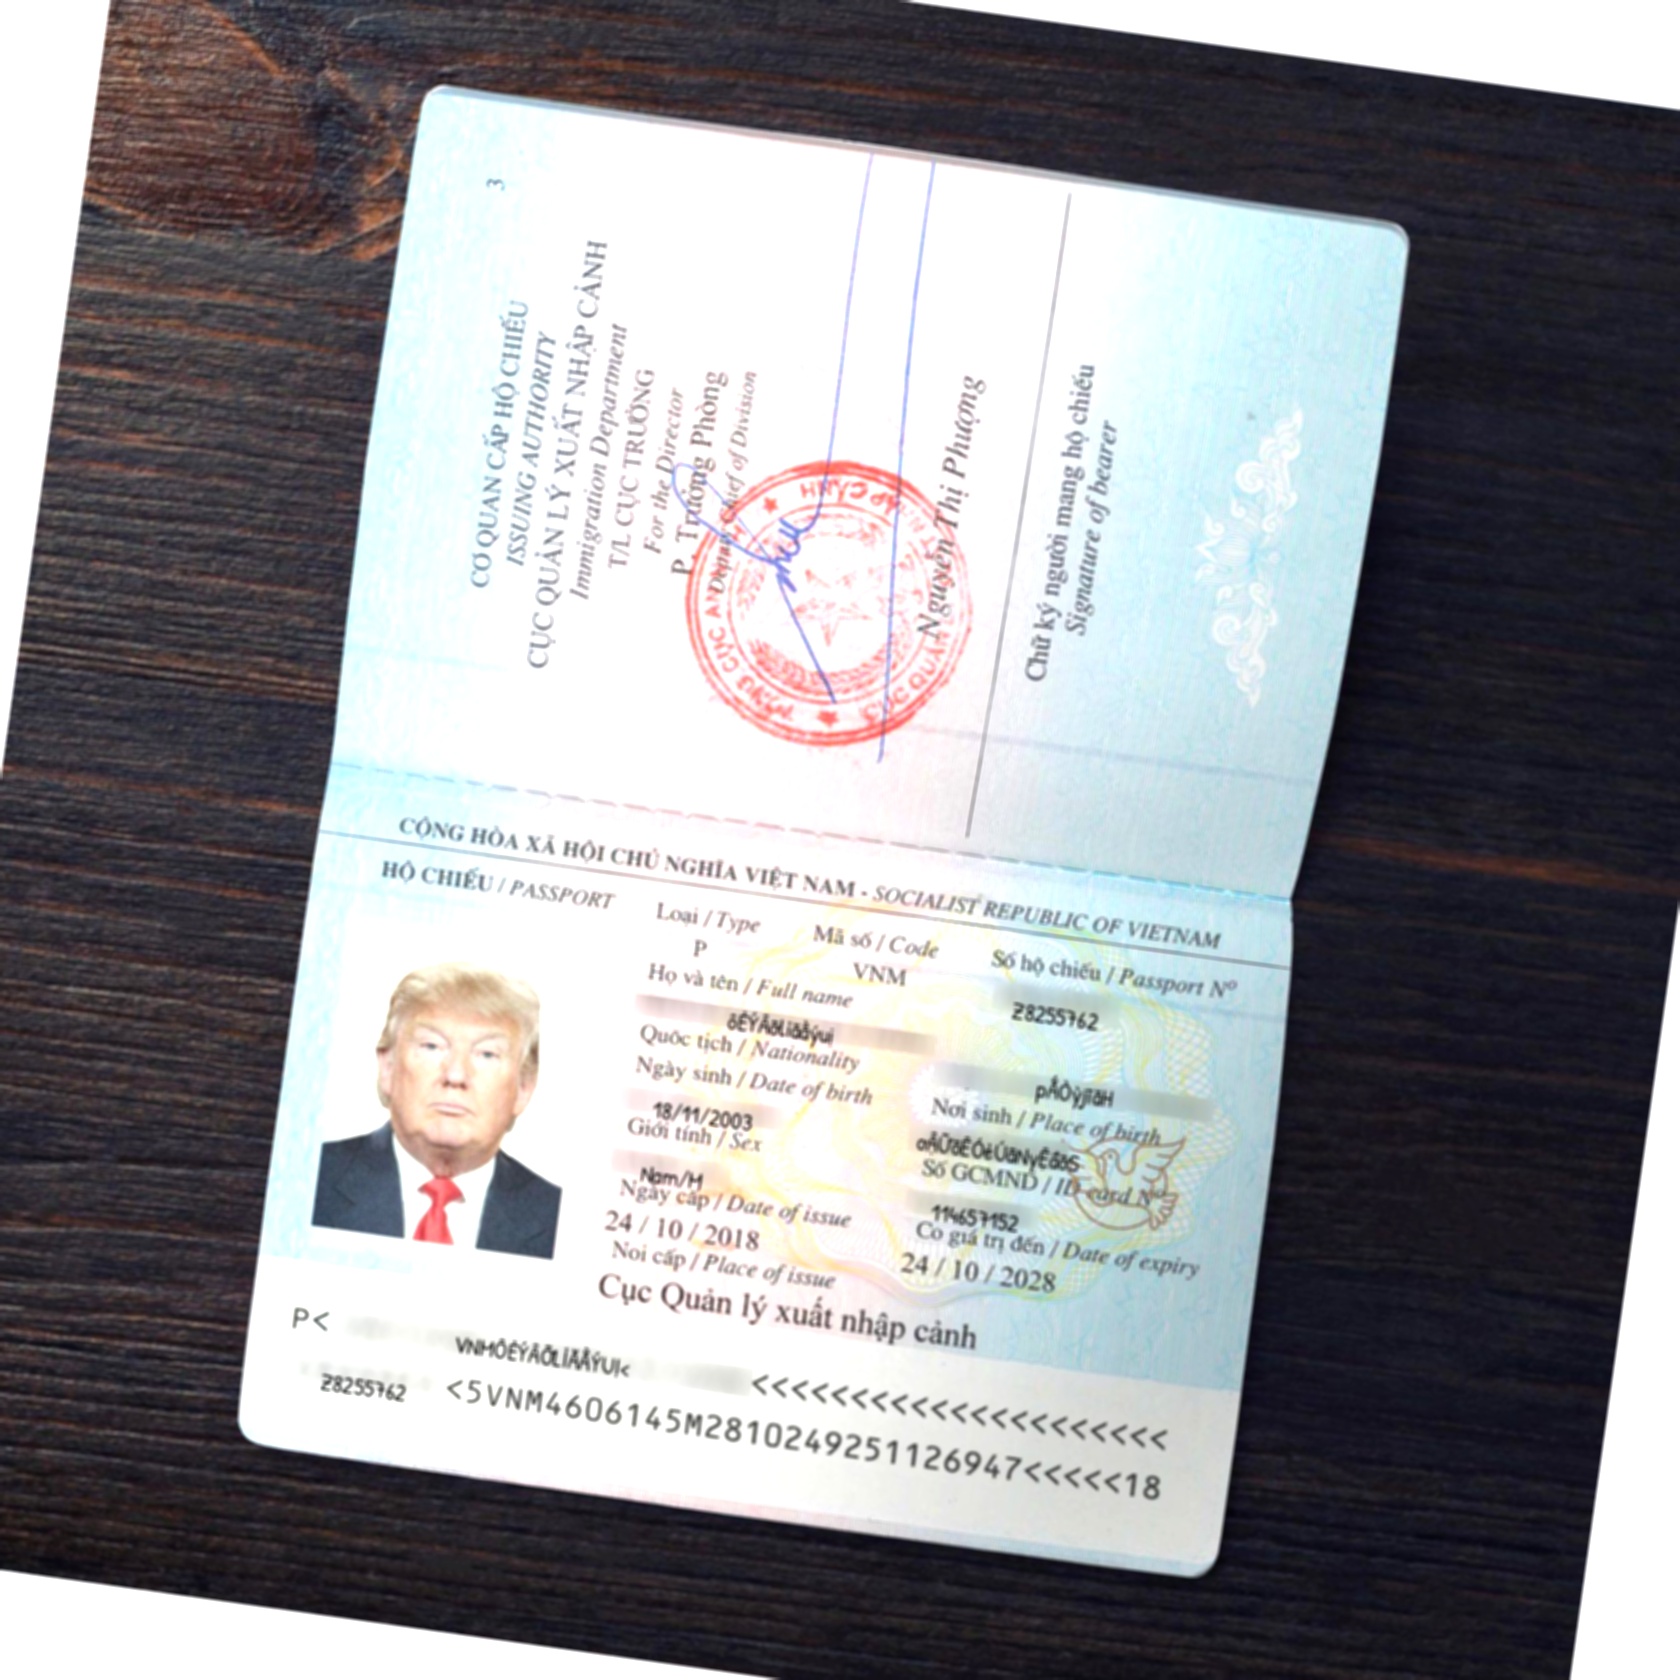 3
CƠ QUAN CẤP HỘ CHIẾU
ISSUING AUTHORITY
CỤC QUẢN LÝ XUẤT NHẬP CẢNH
Immigration Department
T/L CỤC TRƯỞNG
For the Director
P. Trưởng Phòng
Deputy Chief of Division
Nguyễn Thị Phượng
Chữ ký người mang hộ chiếu
Signature of bearer
CỘNG HÒA XÃ HỘI CHỦ NGHĨA VIỆT NAM - SOCIALIST REPUBLIC OF VIETNAM
HỘ CHIẾU / PASSPORT
Loại / Type
Mã số / Code
Số hộ chiếu / Passport Nº
P
VNM
Z8255762
Họ và tên / Full name
Quốc tịch / Nationality
Ngày sinh / Date of birth
18/11/2003
Nơi sinh / Place of birth
Giới tính / Sex
Nam/M
Số GCMND / ID card Nº
114657152
Ngày cấp / Date of issue
24 / 10 / 2018
Có giá trị đến / Date of expiry
24 / 10 / 2028
Nơi cấp / Place of issue
Cục Quản lý xuất nhập cảnh
P< <<<<<<<<<<<<<<<<<<<<<
Z8255762 <5VNM4606145M2810249251126947<<<<<18